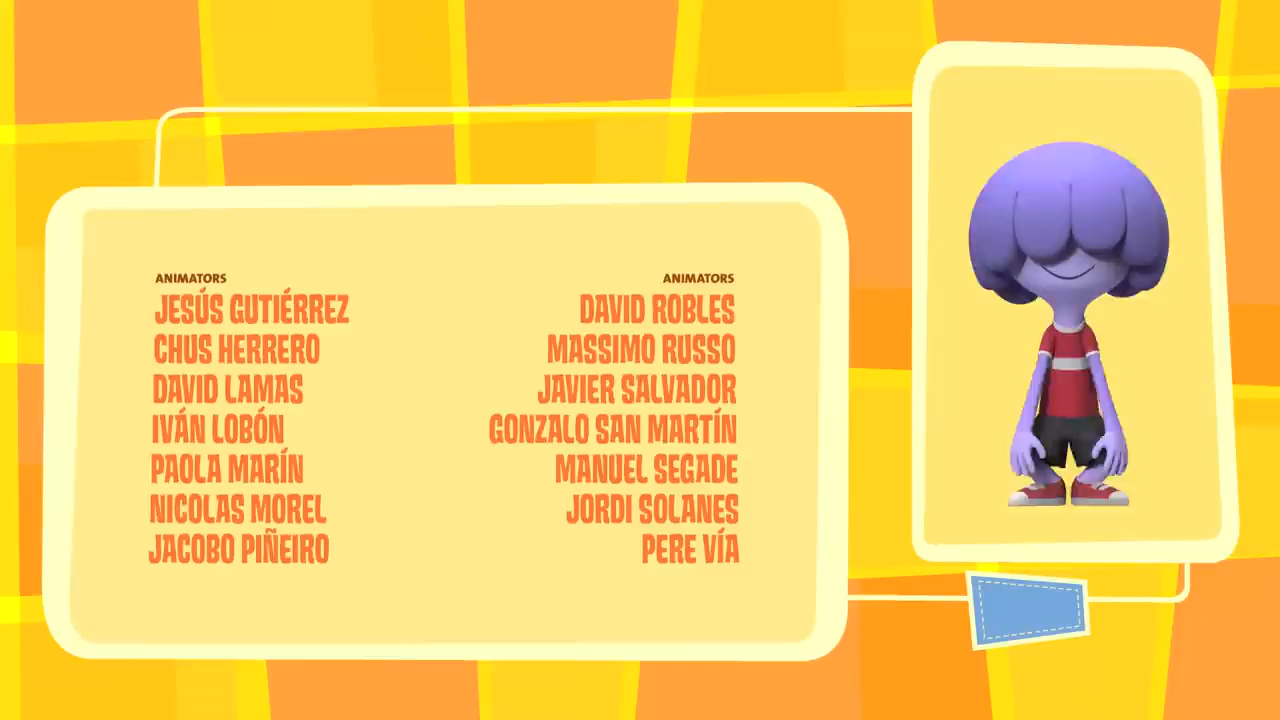 ANIMATORS
JESÚS GUTIÉRREZ
CHUS HERRERO
DAVID LAMAS
IVÁN LOBÓN
PAOLA MARÍN
NICOLAS MOREL
JACOBO PIÑEIRO
ANIMATORS
DAVID ROBLES
MASSIMO RUSSO
JAVIER SALVADOR
GONZALO SAN MARTÍN
MANUEL SEGADE
JORDI SOLANES
PERE VÍA